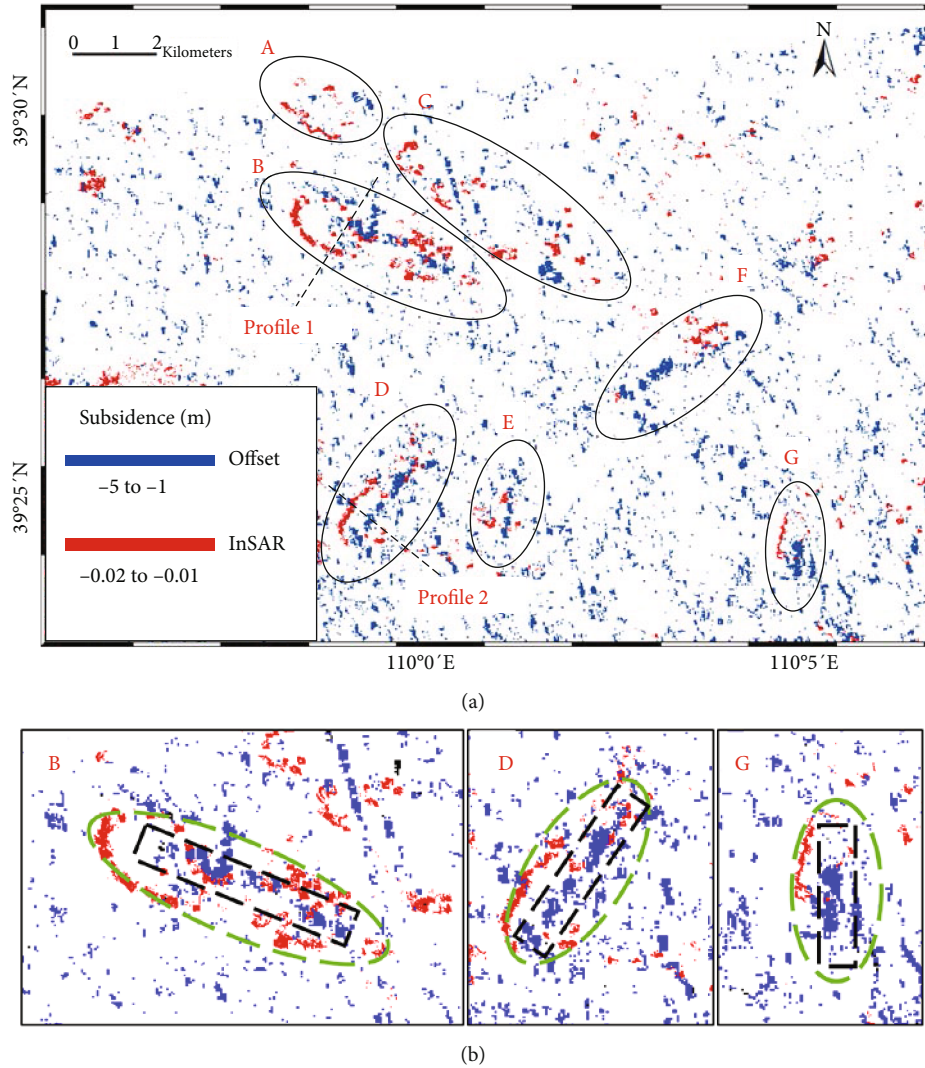 0 1 2
Kilometers
A
N
C
39°30´N
B
F
Profile 1
D
Subsidence (m)
E
Offset
G
–5 to –1
39°25´N
InSAR
–0.02 to –0.01
Profile 2
110°0´E
110°5´E
(a)
B
D
G
(b)